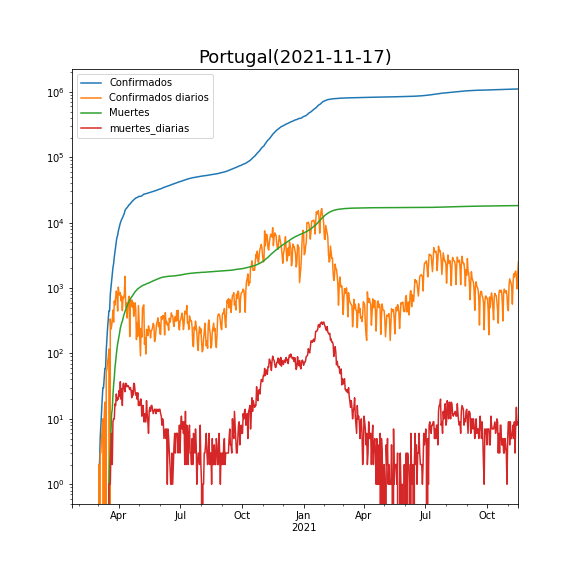 Portugal(2021-11-17)
Confirmados
Confirmados diarios
Muertes
muertes_diarias
10⁶
10⁵
10⁴
10³
10²
10¹
10⁰
Apr Jul Oct Jan Apr Jul Oct
2021